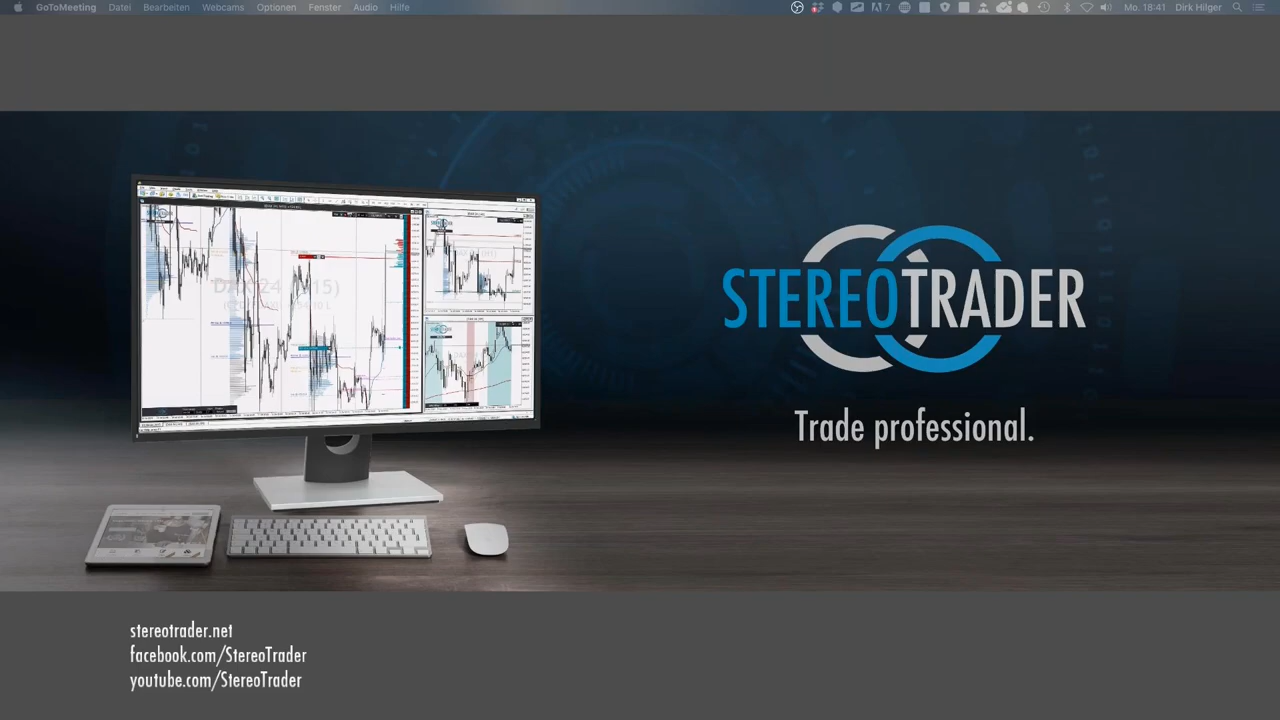 GoToMeeting Datei Bearbeiten Webcams Optionen Fenster Audio Hilfe 7 Mo. 18:41 Dirk Hilger
STEREOTRADER
Trade professional.
stereotrader.net
facebook.com/StereoTrader
youtube.com/StereoTrader